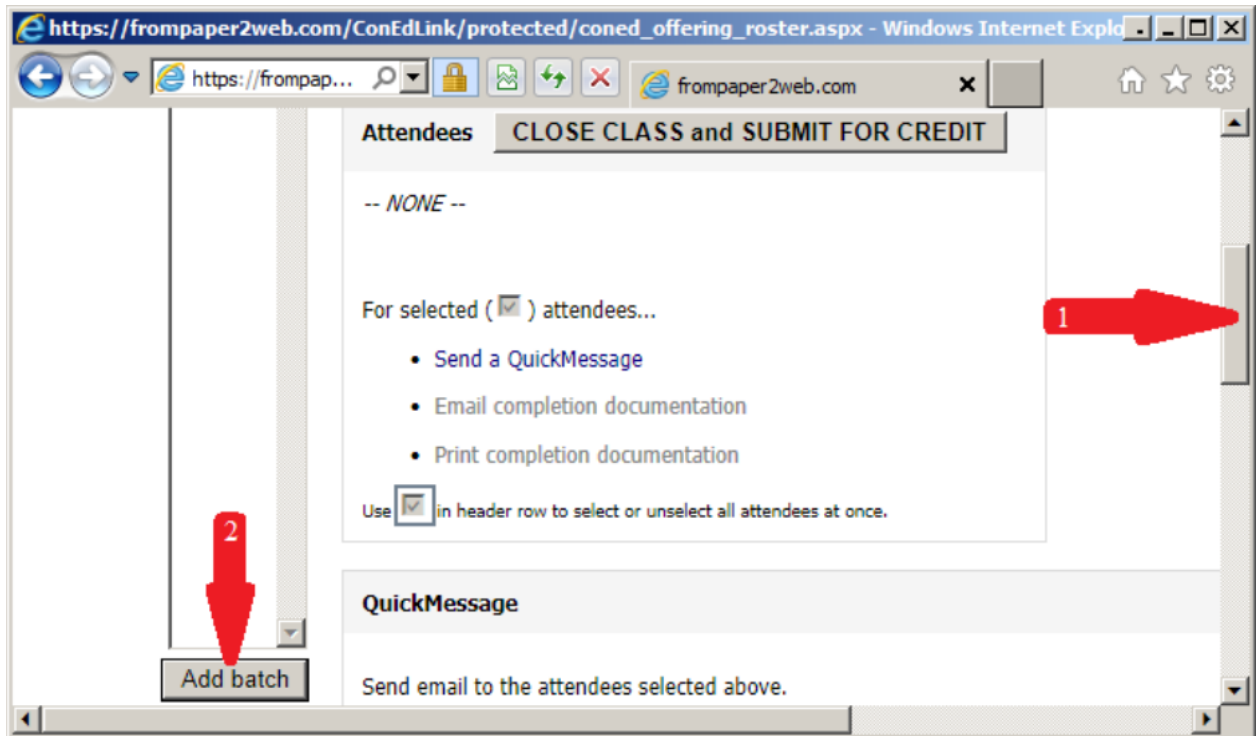 https://frompaper2web.com/ConEdLink/protected/coned_offering_roster.aspx - Windows Internet Explo
https://frompap...
frompaper2web.com
Attendees CLOSE CLASS and SUBMIT FOR CREDIT
-- NONE --
For selected ( ) attendees...
1
• Send a QuickMessage
• Email completion documentation
• Print completion documentation
Use in header row to select or unselect all attendees at once.
2
QuickMessage
Add batch
Send email to the attendees selected above.